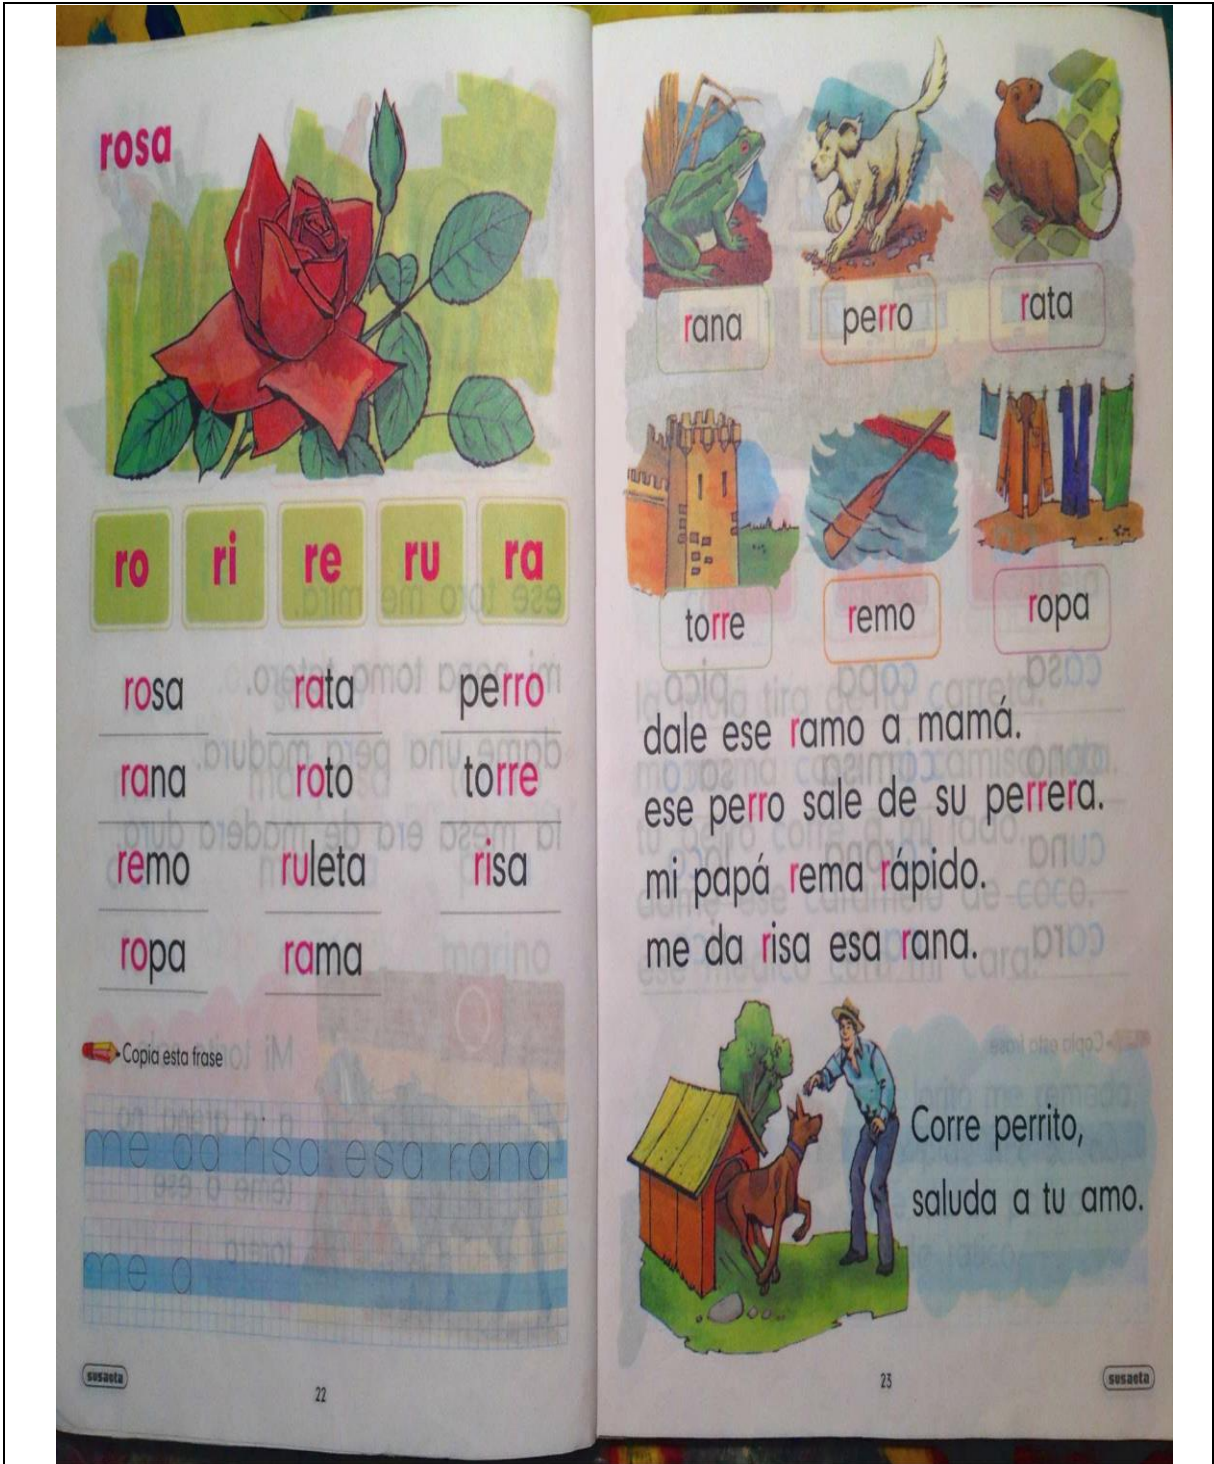 rosa
ro ri re ru ra
rosa rata perro
rana roto torre
remo ruleta risa
ropa rama
Copia esta frase
me da risa esa rana
me d
susaeta
22
rana perro rata
torre remo ropa
dale ese ramo a mamá.
ese perro sale de su perrera.
mi papá rema rápido.
me da risa esa rana.
Corre perrito,
saluda a tu amo.
23
susaeta